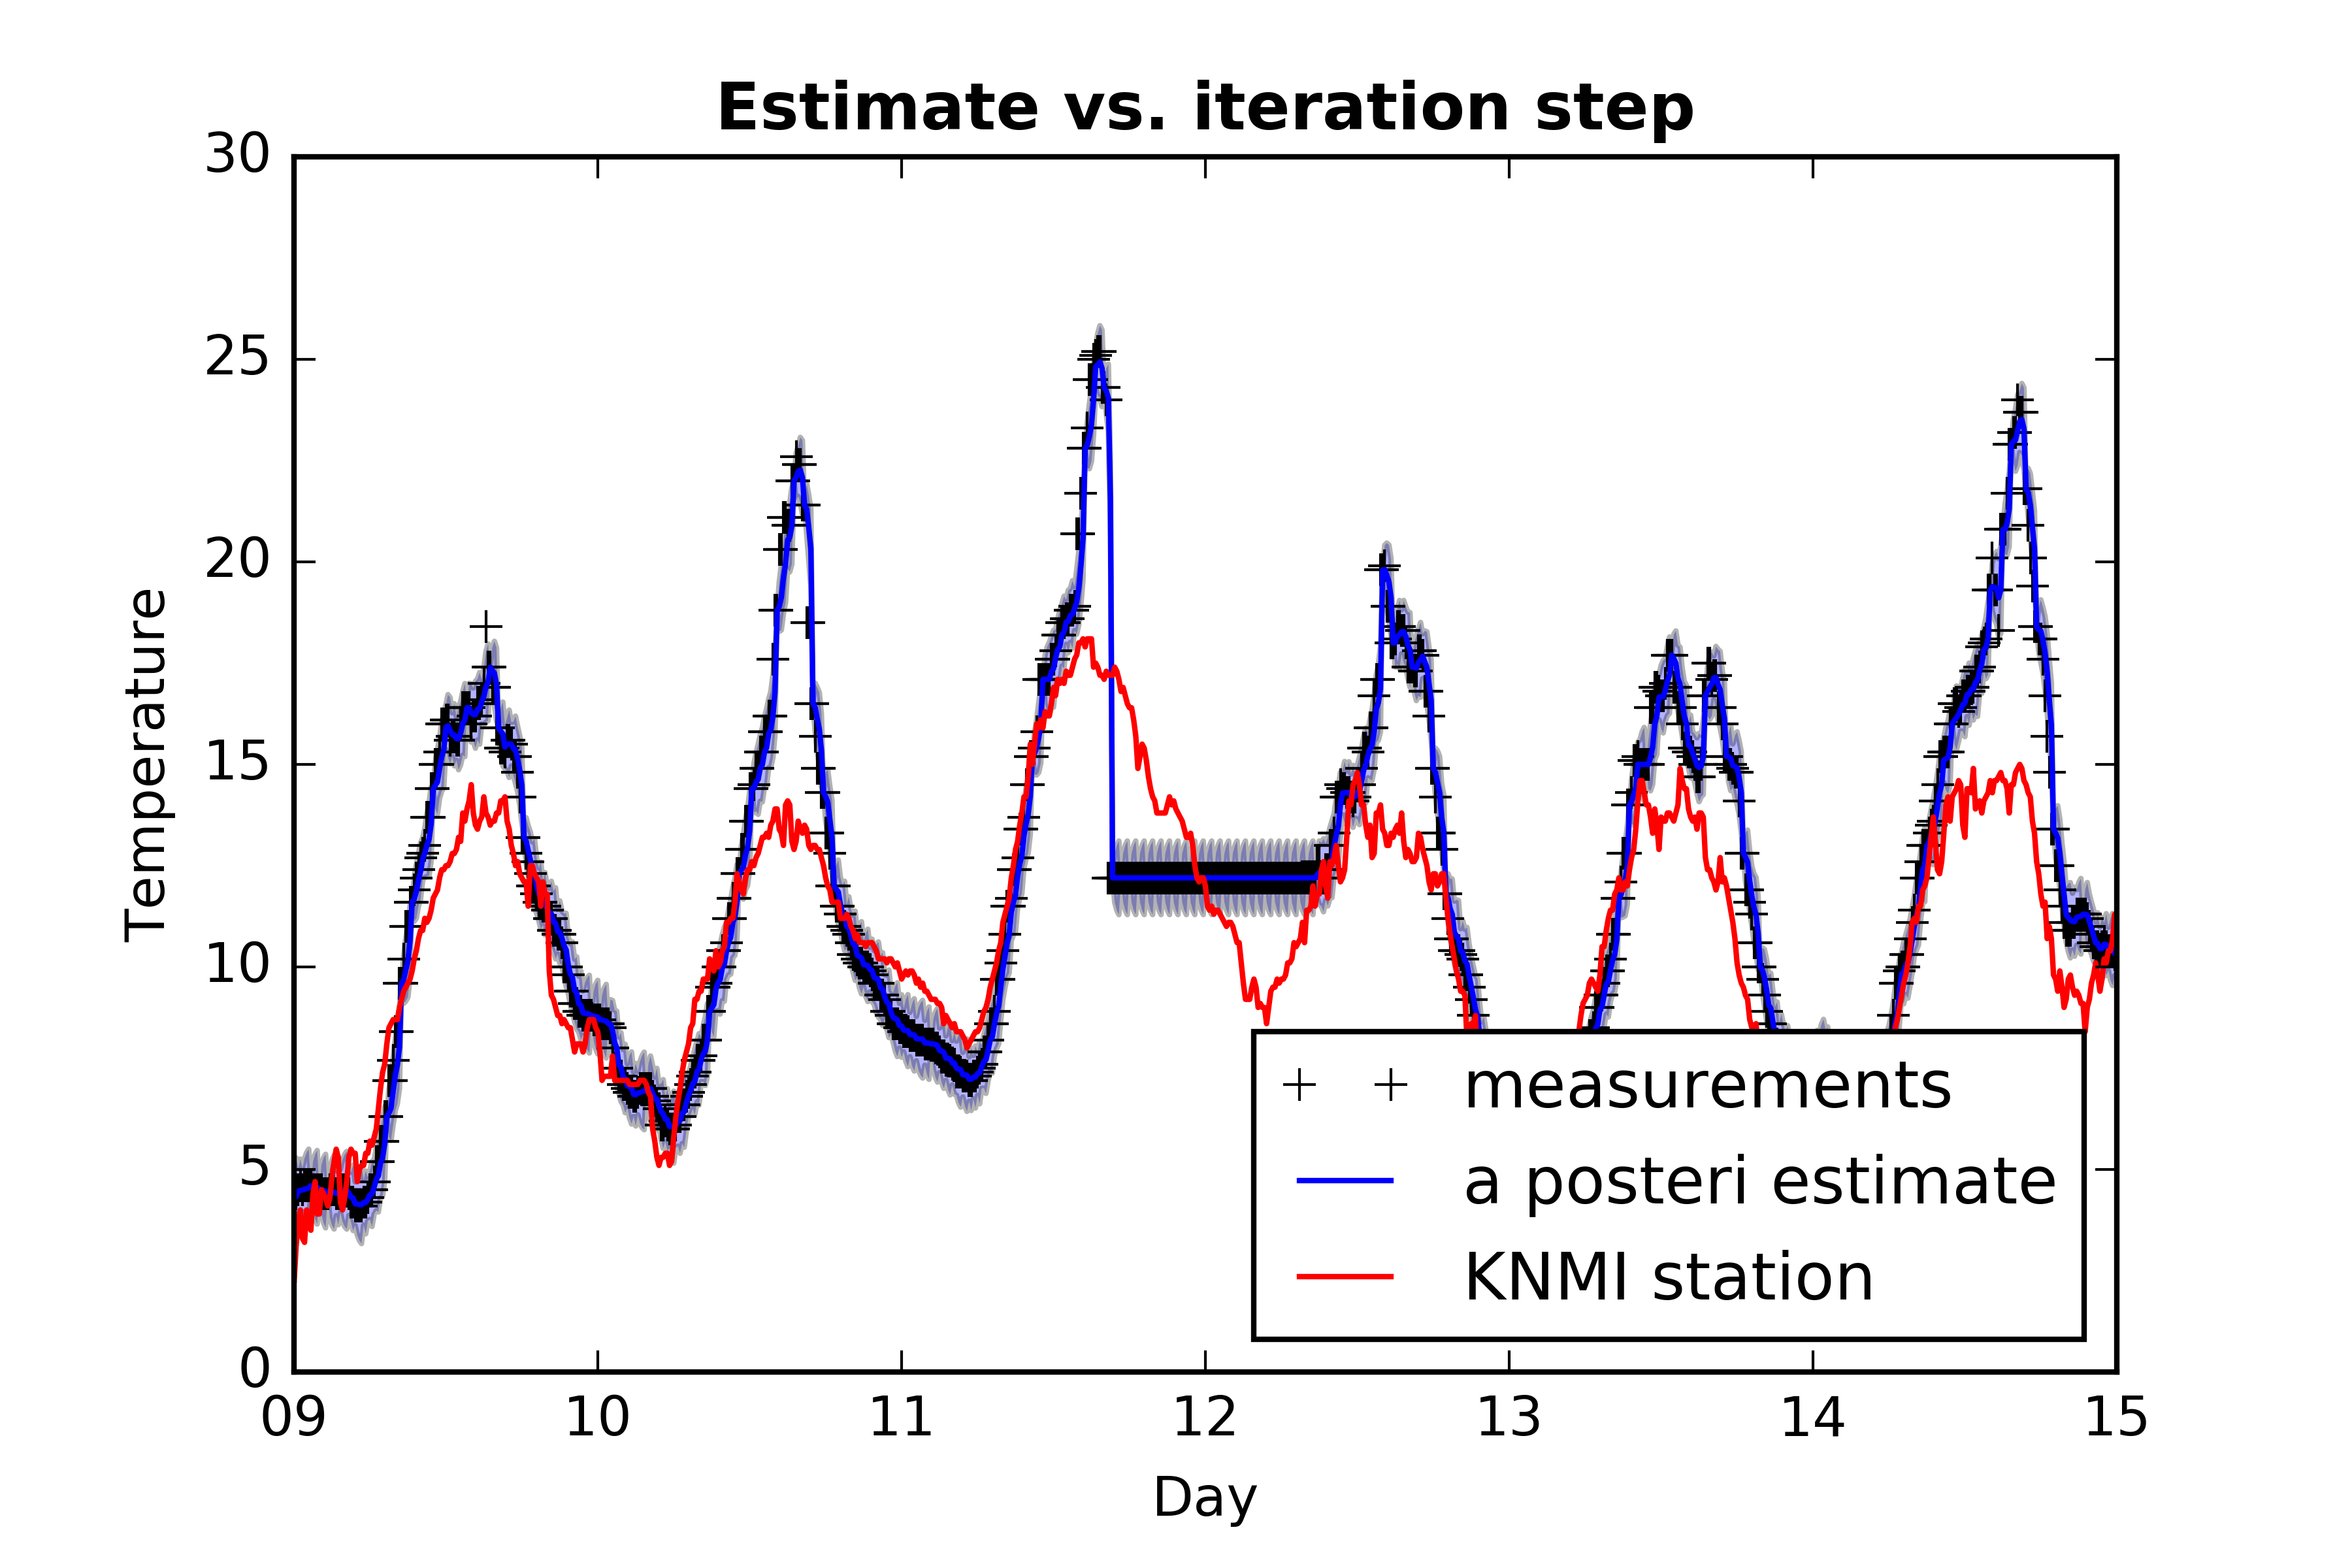 Estimate vs. iteration step
30
25
20
15
10
5
0
Temperature
09 10 11 12 13 14 15
Day
measurements
a posteri estimate
KNMI station